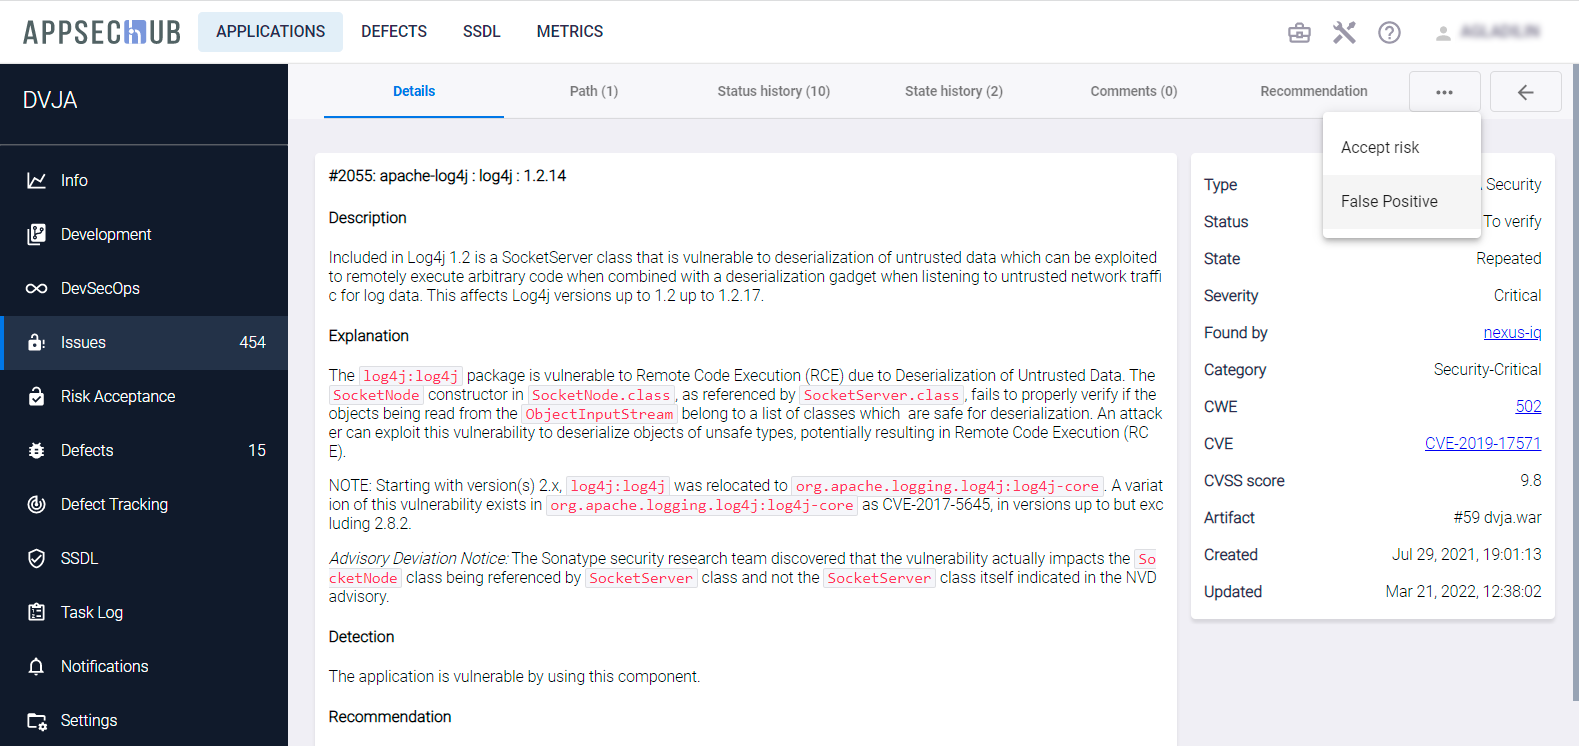 APPSECHUB
APPLICATIONS
DEFECTS
SSDL
METRICS
DVJA
Info
Development
DevSecOps
Issues 454
Risk Acceptance
Defects 15
Defect Tracking
SSDL
Task Log
Notifications
Settings
Details
Path (1)
Status history (10)
State history (2)
Comments (0)
Recommendation
Accept risk
False Positive
#2055: apache-log4j : log4j : 1.2.14
Description
Included in Log4j 1.2 is a SocketServer class that is vulnerable to deserialization of untrusted data which can be exploited
to remotely execute arbitrary code when combined with a deserialization gadget when listening to untrusted network traffi
c for log data. This affects Log4j versions up to 1.2 up to 1.2.17.
Explanation
The log4j:log4j package is vulnerable to Remote Code Execution (RCE) due to Deserialization of Untrusted Data. The
SocketNode constructor in SocketNode.class, as referenced by SocketServer.class, fails to properly verify if the
objects being read from the ObjectInputStream belong to a list of classes which are safe for deserialization. An attack
er can exploit this vulnerability to deserialize objects of unsafe types, potentially resulting in Remote Code Execution (RC
E).
NOTE: Starting with version(s) 2.x, log4j:log4j was relocated to org.apache.logging.log4j:log4j-core. A variat
ion of this vulnerability exists in org.apache.logging.log4j:log4j-core as CVE-2017-5645, in versions up to but exc
luding 2.8.2.
Advisory Deviation Notice: The Sonatype security research team discovered that the vulnerability actually impacts the So
cketNode class being referenced by SocketServer class and not the SocketServer class itself indicated in the NVD
advisory.
Detection
The application is vulnerable by using this component.
Recommendation
Type Security
Status To verify
State Repeated
Severity Critical
Found by nexus-iq
Category Security-Critical
CWE 502
CVE CVE-2019-17571
CVSS score 9.8
Artifact #59 dvja.war
Created Jul 29, 2021, 19:01:13
Updated Mar 21, 2022, 12:38:02